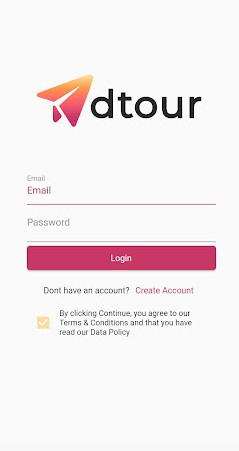 dtour
Email
Email
Password
Login
Dont have an account? Create Account
By clicking Continue, you agree to our
Terms & Conditions and that you have
read our Data Policy